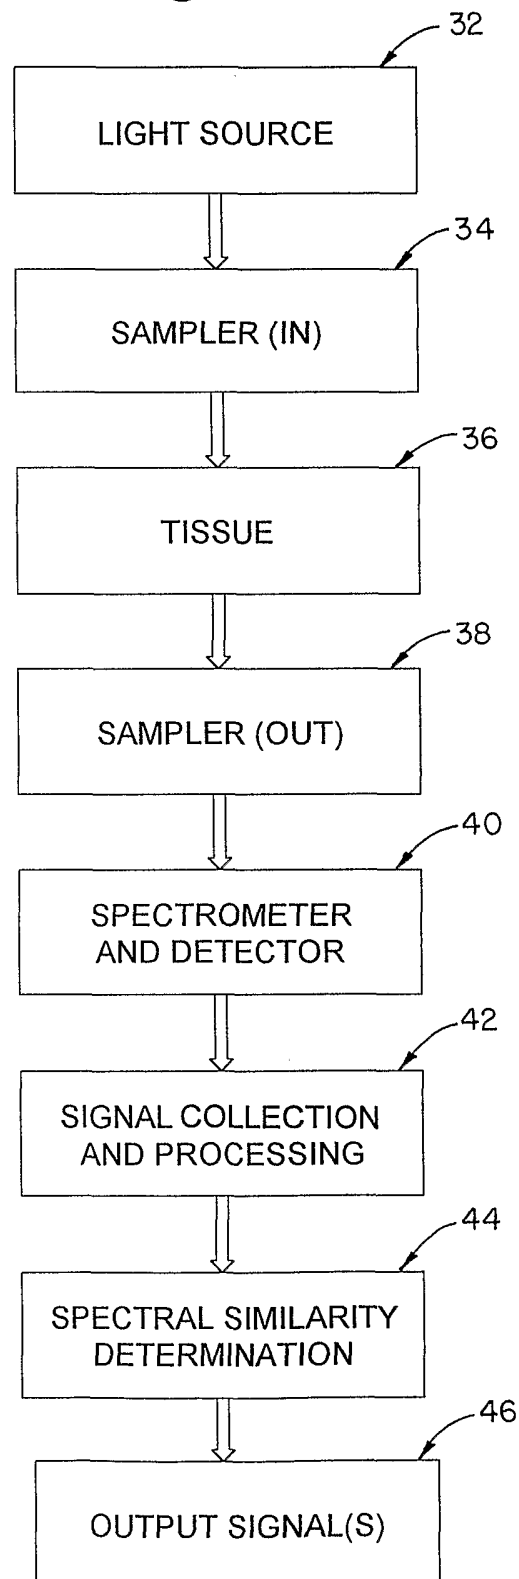 32
LIGHT SOURCE
34
SAMPLER (IN)
36
TISSUE
38
SAMPLER (OUT)
40
SPECTROMETER
AND DETECTOR
42
SIGNAL COLLECTION
AND PROCESSING
44
SPECTRAL SIMILARITY
DETERMINATION
46
OUTPUT SIGNAL(S)